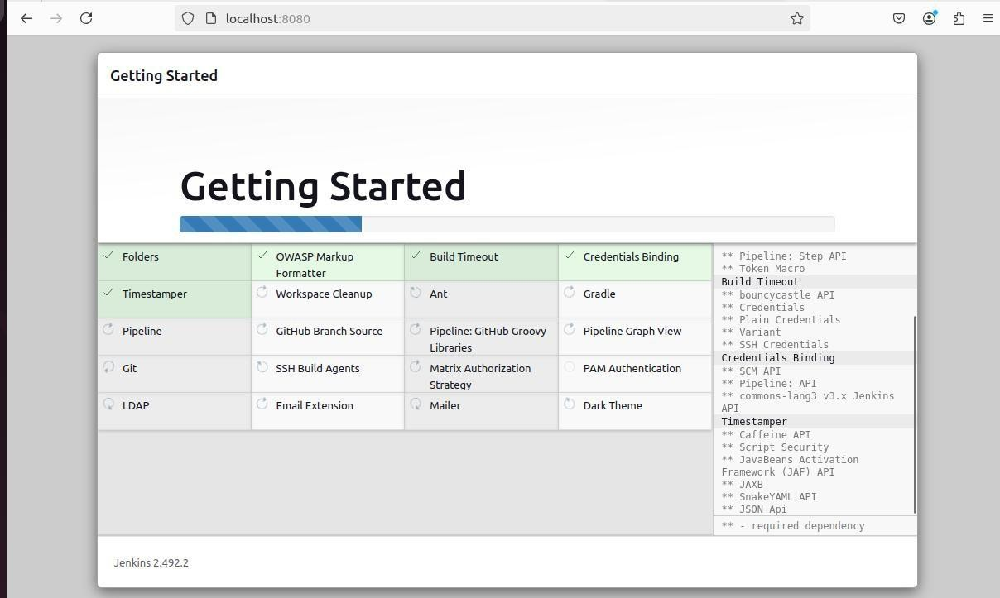 localhost:8080
Getting Started
Getting Started
Folders
OWASP Markup
Formatter
Build Timeout
Credentials Binding
Timestamper
Workspace Cleanup
Ant
Gradle
Pipeline
GitHub Branch Source
Pipeline: GitHub Groovy
Libraries
Pipeline Graph View
Git
SSH Build Agents
Matrix Authorization
Strategy
PAM Authentication
LDAP
Email Extension
Mailer
Dark Theme
** Pipeline: Step API
** Token Macro
Build Timeout
** bouncycastle API
** Credentials
** Plain Credentials
** Variant
** SSH Credentials
Credentials Binding
** SCM API
** Pipeline: API
** commons-lang3 v3.x Jenkins
API
Timestamper
** Caffeine API
** Script Security
** JavaBeans Activation
Framework (JAF) API
** JAXB
** SnakeYAML API
** JSON Api
** - required dependency
Jenkins 2.492.2